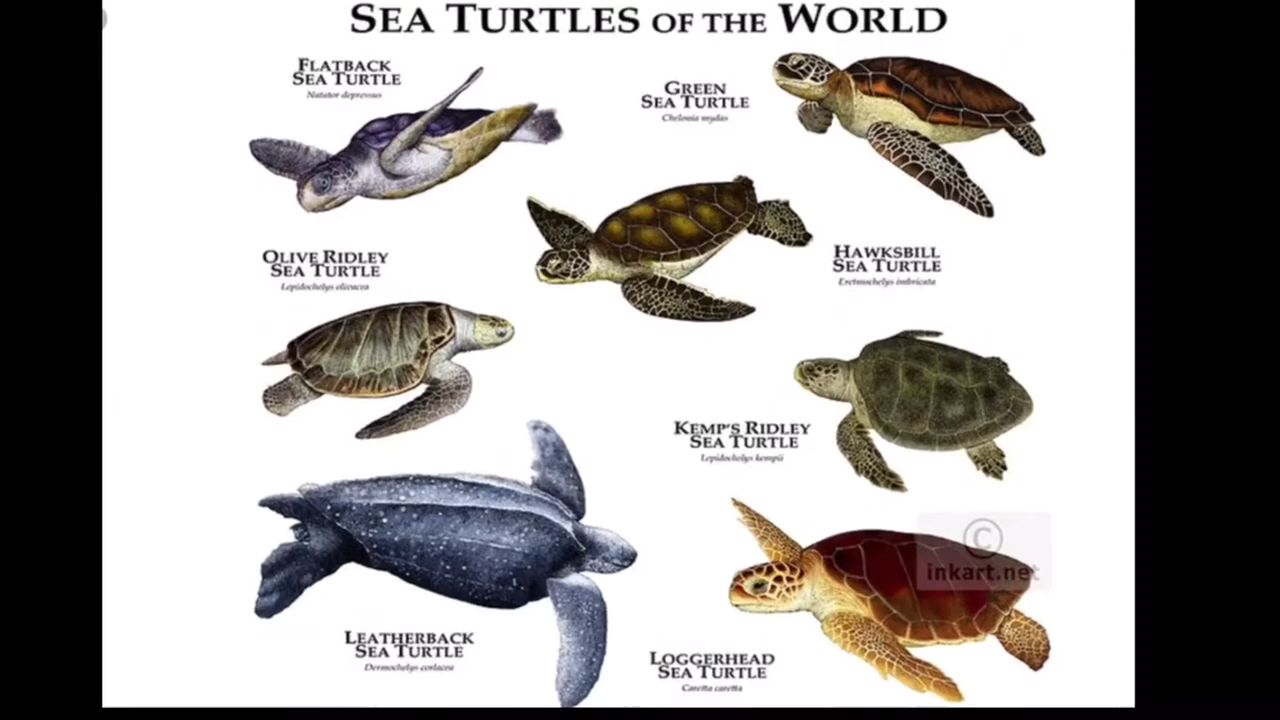 SEA TURTLES OF THE WORLD
FLATBACK
SEA TURTLE
Natator depressus
GREEN
SEA TURTLE
Chelonia mydas
OLIVE RIDLEY
SEA TURTLE
Lepidochelys olivacea
HAWKSBILL
SEA TURTLE
Eretmochelys imbricata
KEMP'S RIDLEY
SEA TURTLE
Lepidochelys kempii
LEATHERBACK
SEA TURTLE
Dermochelys coriacea
LOGGERHEAD
SEA TURTLE
Caretta caretta
©
inkart.net